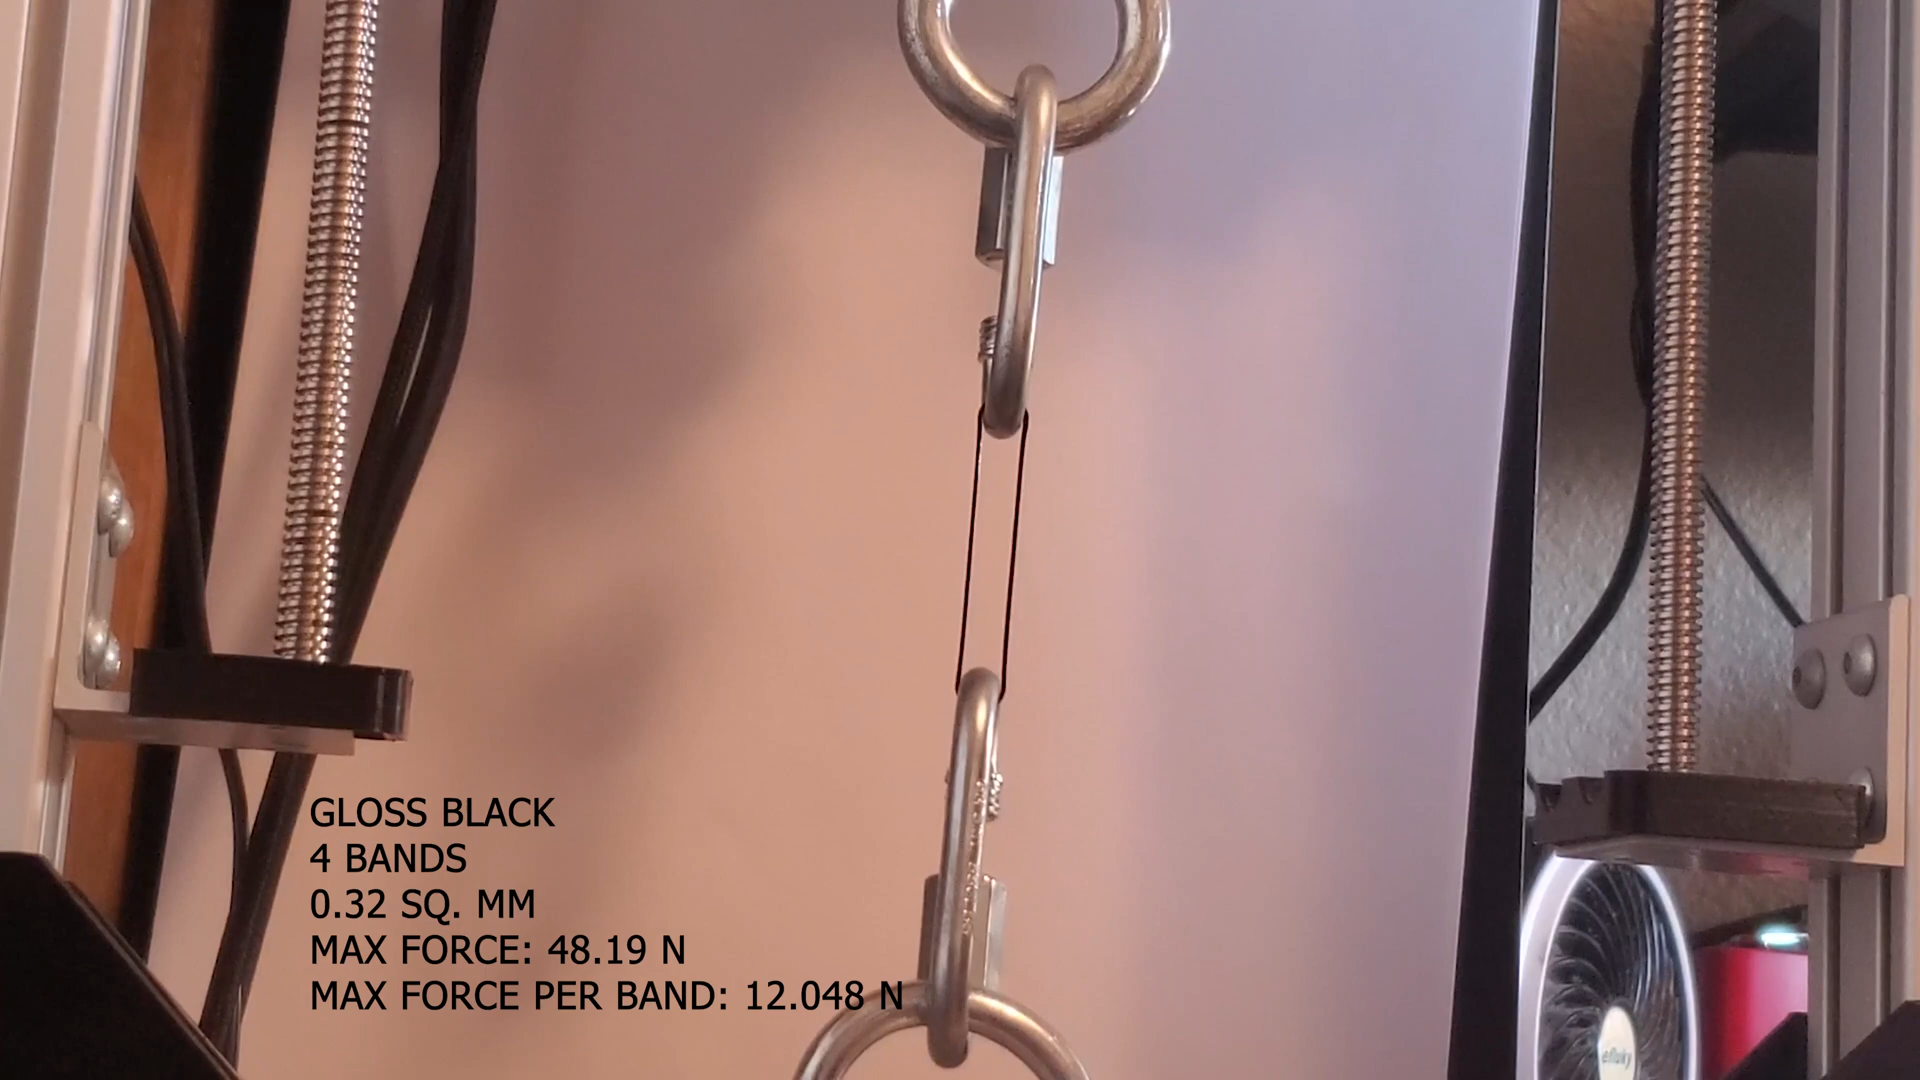 GLOSS BLACK
4 BANDS
0.32 SQ. MM
MAX FORCE: 48.19 N
MAX FORCE PER BAND: 12.048 N